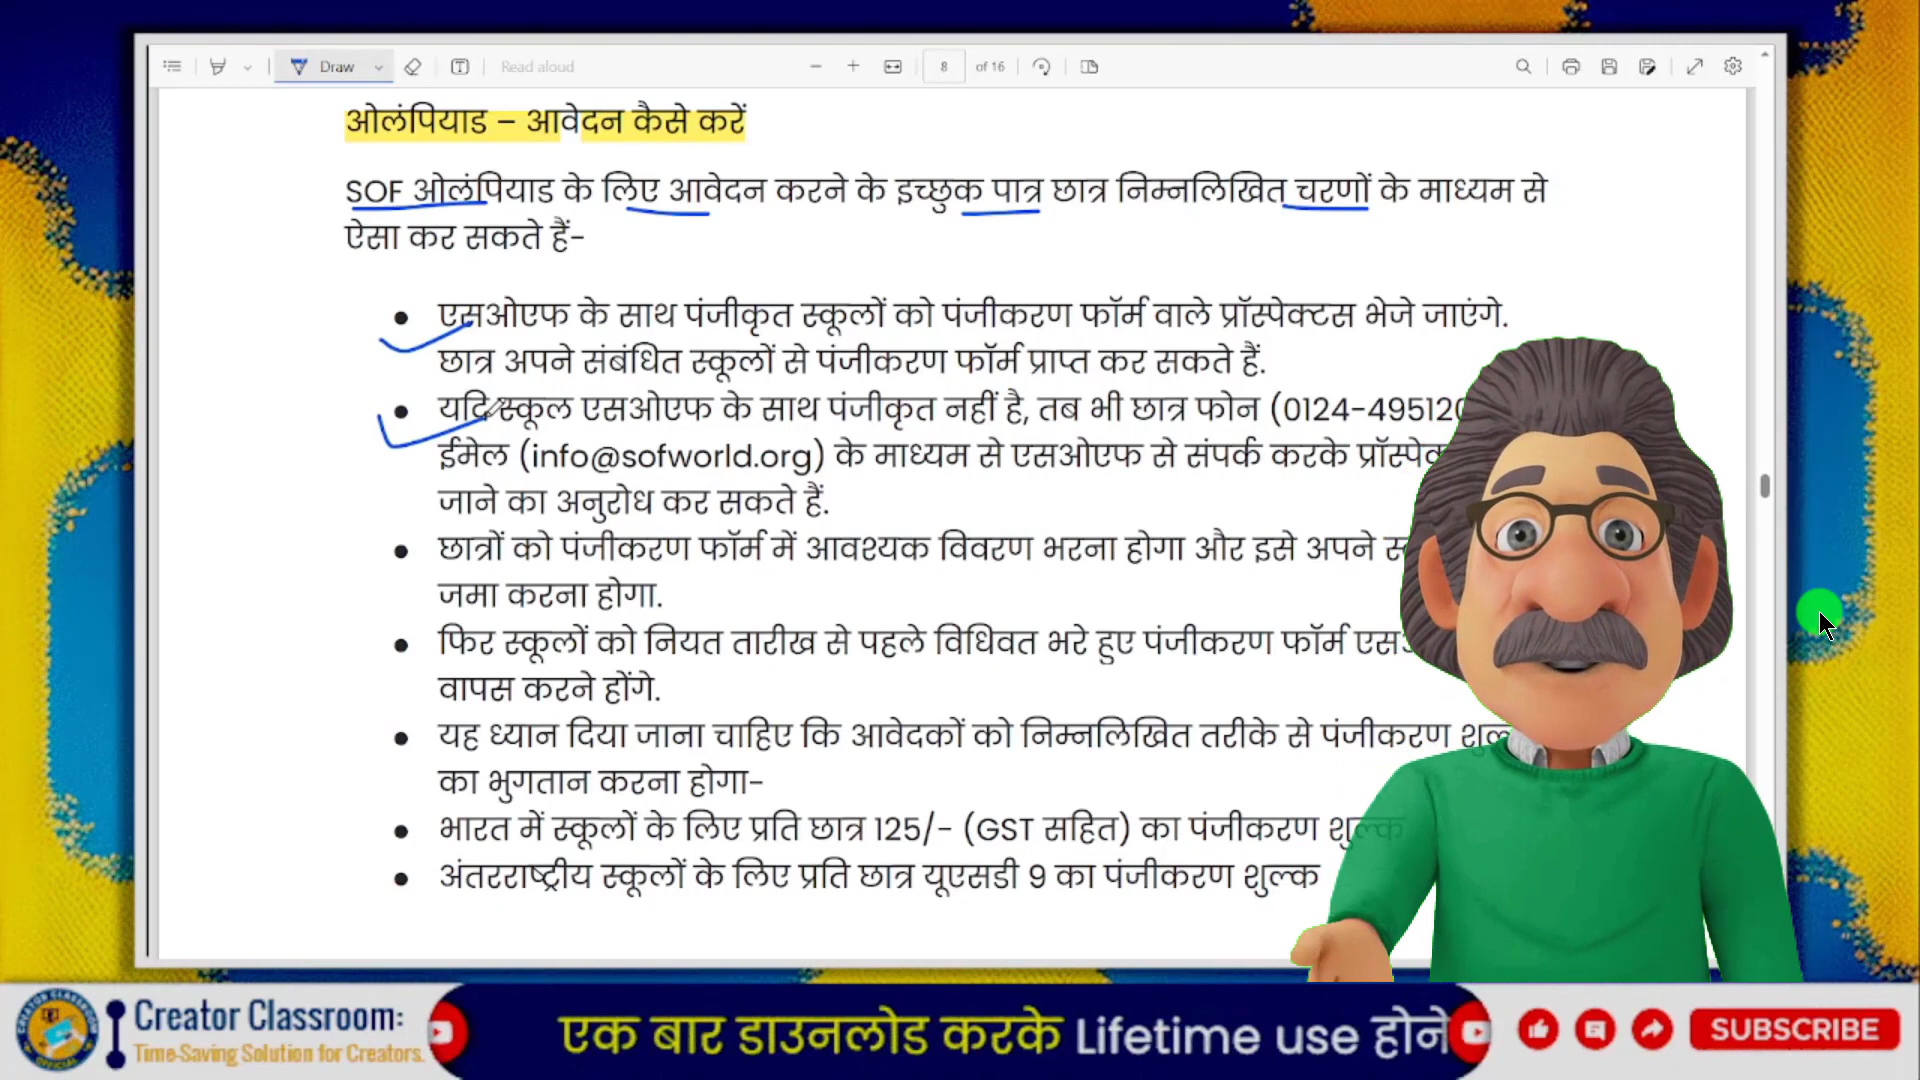 Draw
Read aloud
8 of 16
ओलंपियाड – आवेदन कैसे करें
SOF ओलंपियाड के लिए आवेदन करने के इच्छुक पात्र छात्र निम्नलिखित चरणों के माध्यम से
ऐसा कर सकते हैं-
● एसओएफ के साथ पंजीकृत स्कूलों को पंजीकरण फॉर्म वाले प्रॉस्पेक्टस भेजे जाएंगे.
छात्र अपने संबंधित स्कूलों से पंजीकरण फॉर्म प्राप्त कर सकते हैं.
● यदि स्कूल एसओएफ के साथ पंजीकृत नहीं है, तब भी छात्र फोन
ईमेल (info@sofworld.org) के माध्यम से एसओएफ से संपर्क करके
जाने का अनुरोध कर सकते हैं.
● छात्रों को पंजीकरण फॉर्म में आवश्यक विवरण भरना होगा और इसे अपने
जमा करना होगा.
● फिर स्कूलों को नियत तारीख से पहले विधिवत भरे हुए पंजीकरण फॉर्म
वापस करने होंगे.
● यह ध्यान दिया जाना चाहिए कि आवेदकों को निम्नलिखित तरीके से पंजीकरण
का भुगतान करना होगा-
● भारत में स्कूलों के लिए प्रति छात्र 125/- (GST सहित) का पंजीकरण शुल्क
● अंतरराष्ट्रीय स्कूलों के लिए प्रति छात्र यूएसडी 9 का पंजीकरण शुल्क
Creator Classroom:
Time-Saving Solution for Creators.
एक बार डाउनलोड करके Lifetime use होने
SUBSCRIBE